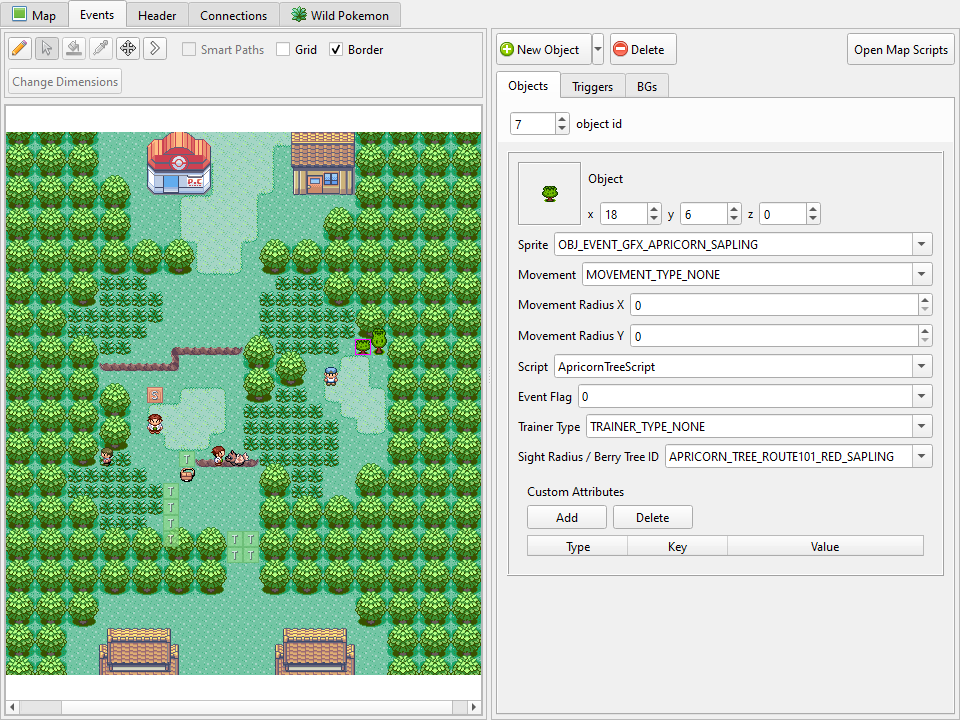 Map Events Header Connections Wild Pokemon
Smart Paths Grid Border
Change Dimensions
P.C
S
T
T
T
T
T
T T
T T
New Object Delete Open Map Scripts
Objects Triggers BGs
7 object id
Object
x 18 y 6 z 0
Sprite OBJ_EVENT_GFX_APRICORN_SAPLING
Movement MOVEMENT_TYPE_NONE
Movement Radius X 0
Movement Radius Y 0
Script ApricornTreeScript
Event Flag 0
Trainer Type TRAINER_TYPE_NONE
Sight Radius / Berry Tree ID APRICORN_TREE_ROUTE101_RED_SAPLING
Custom Attributes
Add Delete
Type Key Value